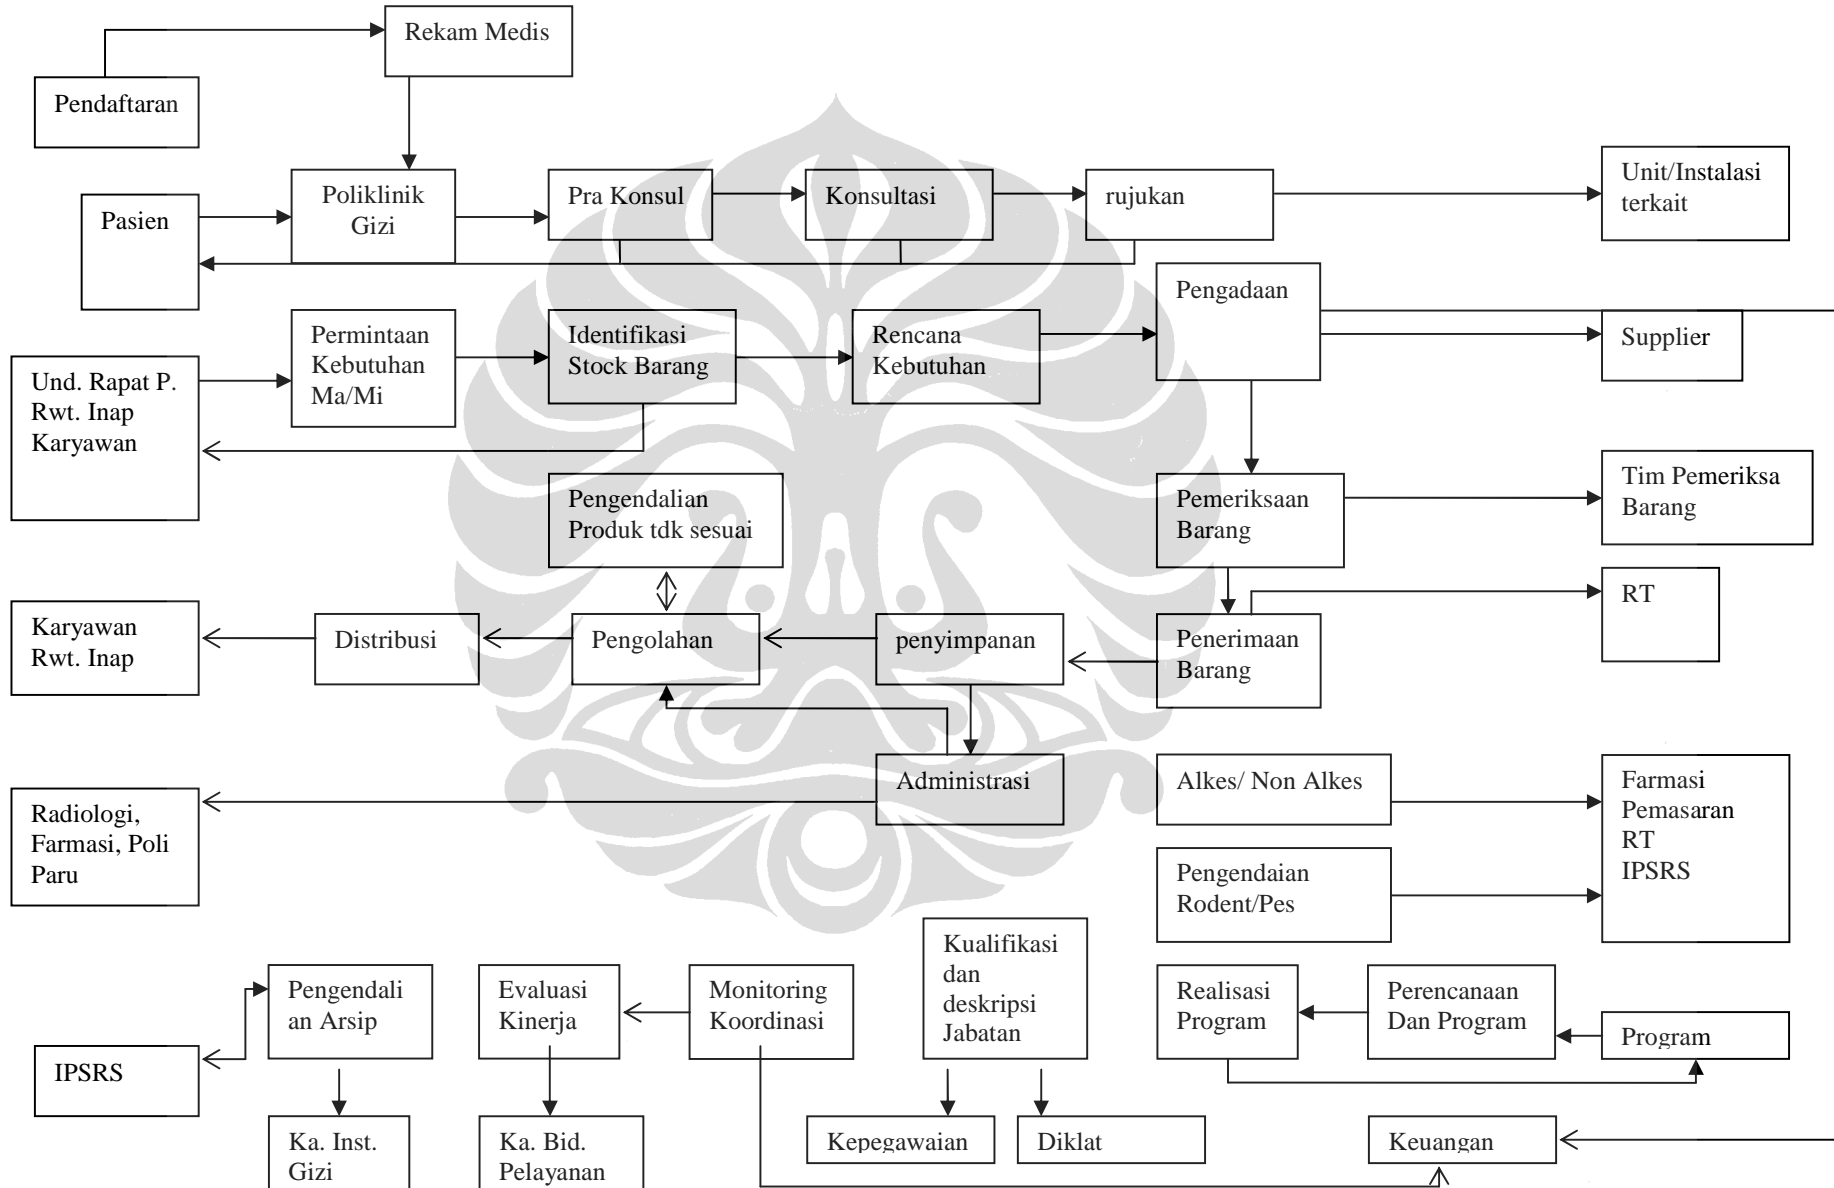 Rekam Medis
Pendaftaran
Pasien
Poliklinik
Gizi
Pra Konsul
Konsultasi
rujukan
Unit/Instalasi
terkait
Und. Rapat P.
Rwt. Inap
Karyawan
Permintaan
Kebutuhan
Ma/Mi
Identifikasi
Stock Barang
Rencana
Kebutuhan
Pengadaan
Supplier
Pengendalian
Produk tdk sesuai
Pemeriksaan
Barang
Tim Pemeriksa
Barang
Karyawan
Rwt. Inap
Distribusi
Pengolahan
penyimpanan
Penerimaan
Barang
RT
Radiologi,
Farmasi, Poli
Paru
Administrasi
Alkes/ Non Alkes
Pengendaian
Rodent/Pes
Farmasi
Pemasaran
RT
IPSRS
IPSRS
Pengendali
an Arsip
Evaluasi
Kinerja
Monitoring
Koordinasi
Kualifikasi
dan
deskripsi
Jabatan
Realisasi
Program
Perencanaan
Dan Program
Program
Ka. Inst.
Gizi
Ka. Bid.
Pelayanan
Kepegawaian
Diklat
Keuangan